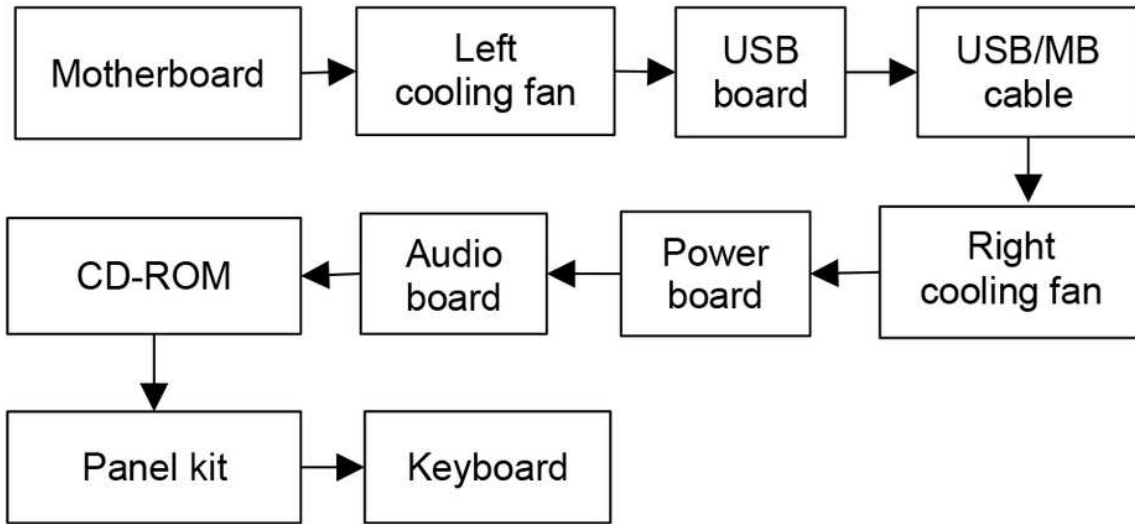 Motherboard
Left
cooling fan
USB
board
USB/MB
cable
Right
cooling fan
Power
board
Audio
board
CD-ROM
Panel kit
Keyboard